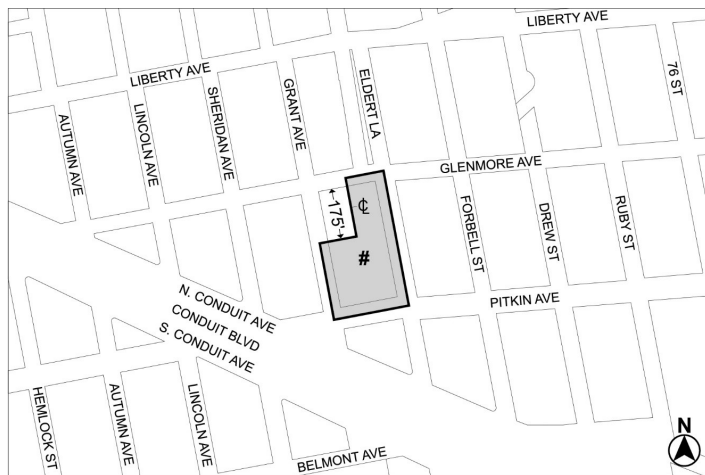 LIBERTY AVE
LIBERTY AVE
ELDERT LA
GRANT AVE
76 ST
SHERIDAN AVE
LINCOLN AVE
AUTUMN AVE
GLENMORE AVE
175'
℄
#
FORBELL ST
DREW ST
RUBY ST
N. CONDUIT AVE
CONDUIT BLVD
S. CONDUIT AVE
PITKIN AVE
HEMLOCK ST
AUTUMN AVE
LINCOLN AVE
BELMONT AVE
N